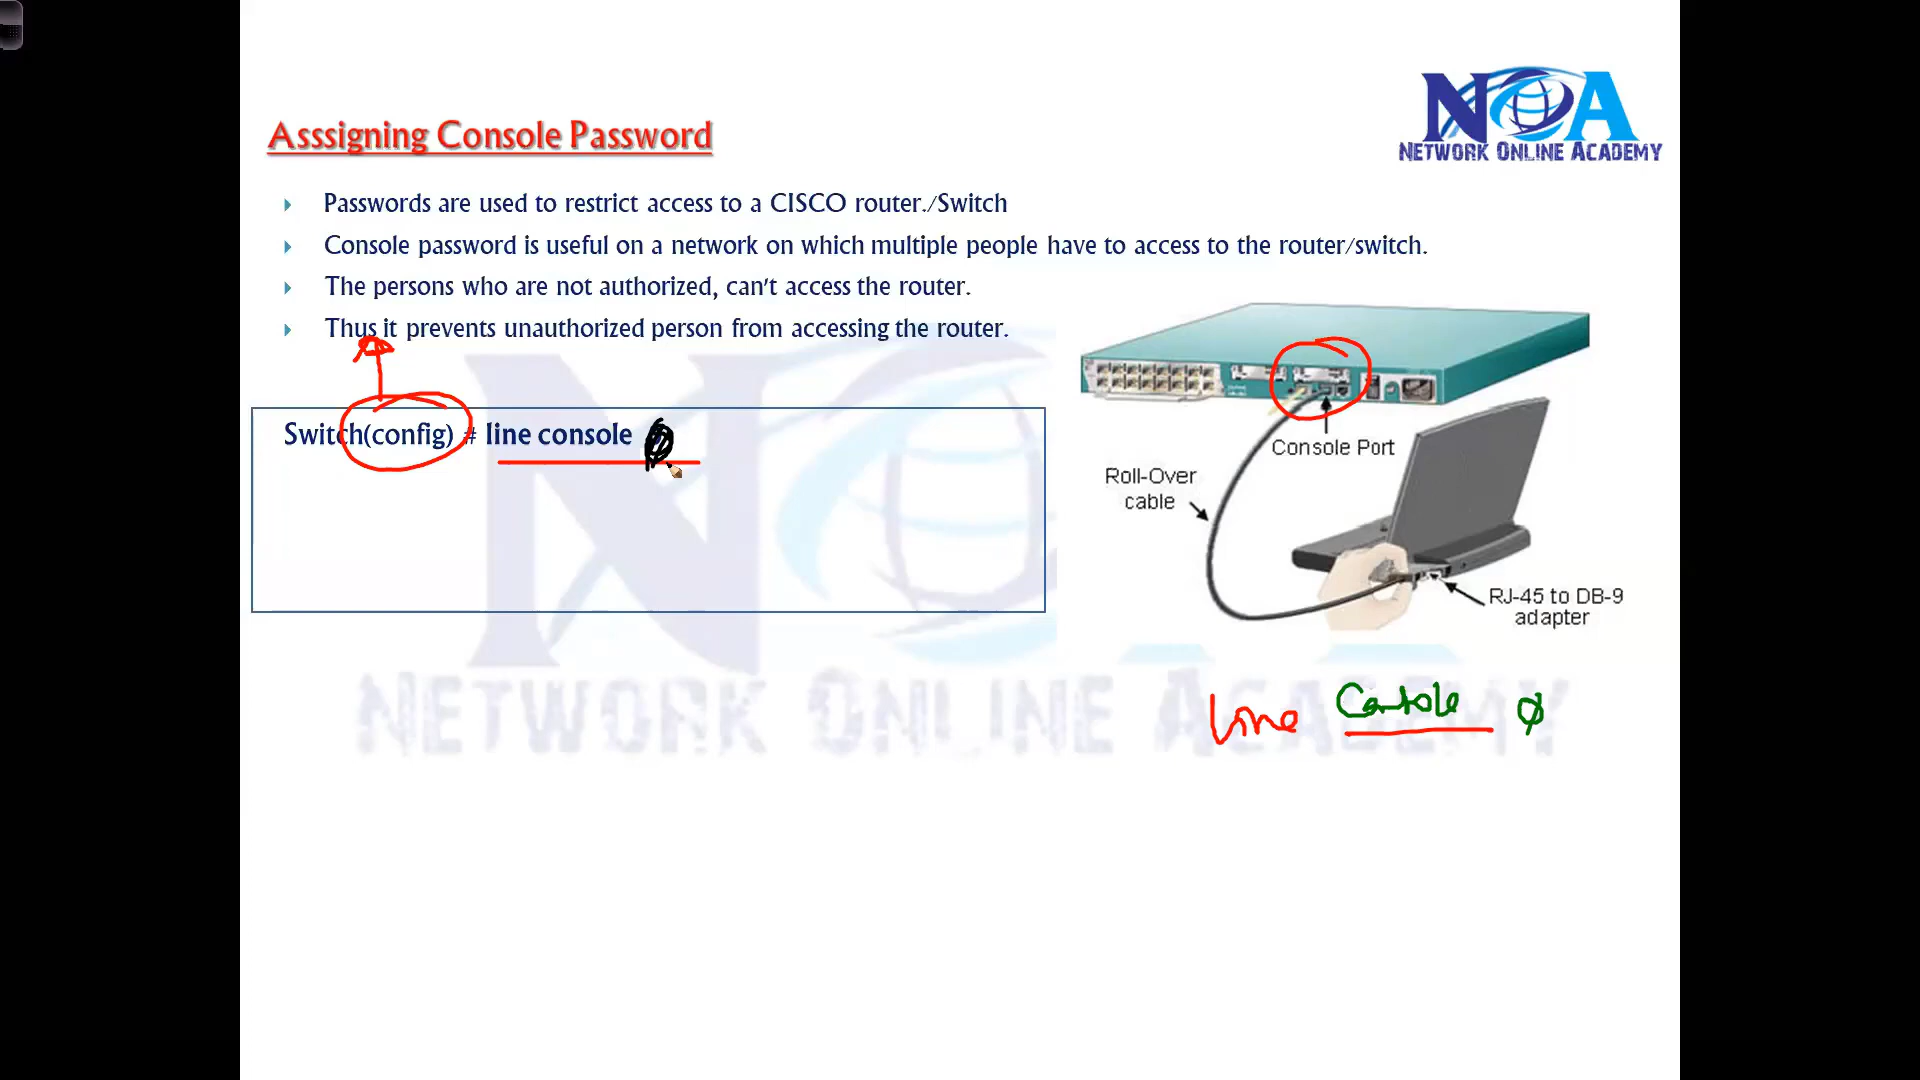 NOA
NETWORK ONLINE ACADEMY
Asssigning Console Password
Passwords are used to restrict access to a CISCO router./Switch
Console password is useful on a network on which multiple people have to access to the router/switch.
The persons who are not authorized, can't access the router.
Thus it prevents unauthorized person from accessing the router.
Switch(config) # line console
Console Port
Roll-Over
cable
RJ-45 to DB-9
adapter
NOA
NETWORK ONLINE ACADEMY
Line Console 0